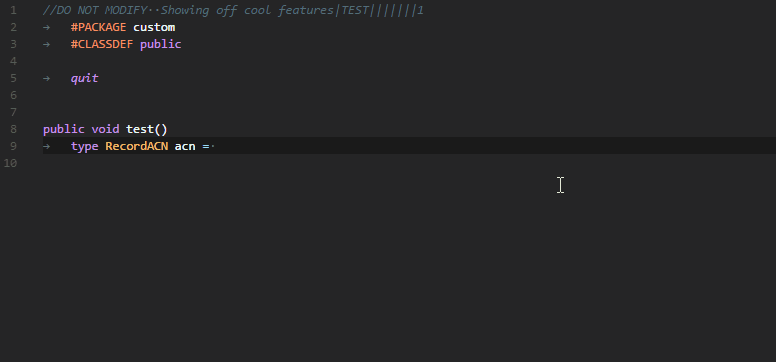 1 //DO NOT MODIFY··Showing off cool features|TEST|||||||1
2 → #PACKAGE custom
3 → #CLASSDEF public
4
5 → quit
6
7
8 public void test()
9 → type RecordACN acn =·
10